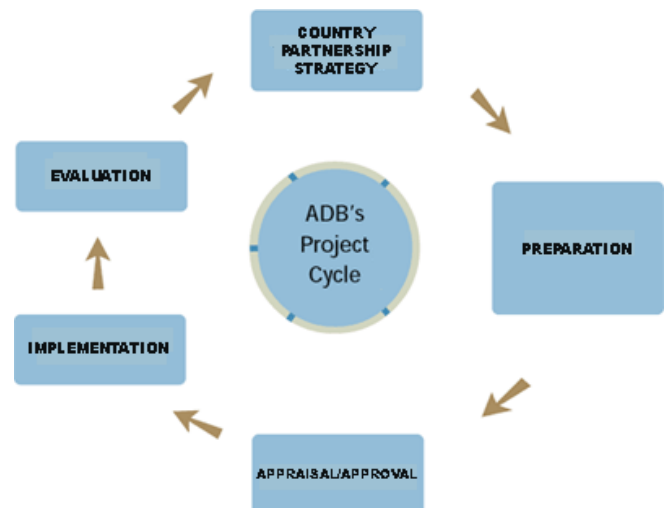 COUNTRY
PARTNERSHIP
STRATEGY
EVALUATION
ADB's
Project
Cycle
PREPARATION
IMPLEMENTATION
APPRAISAL/APPROVAL